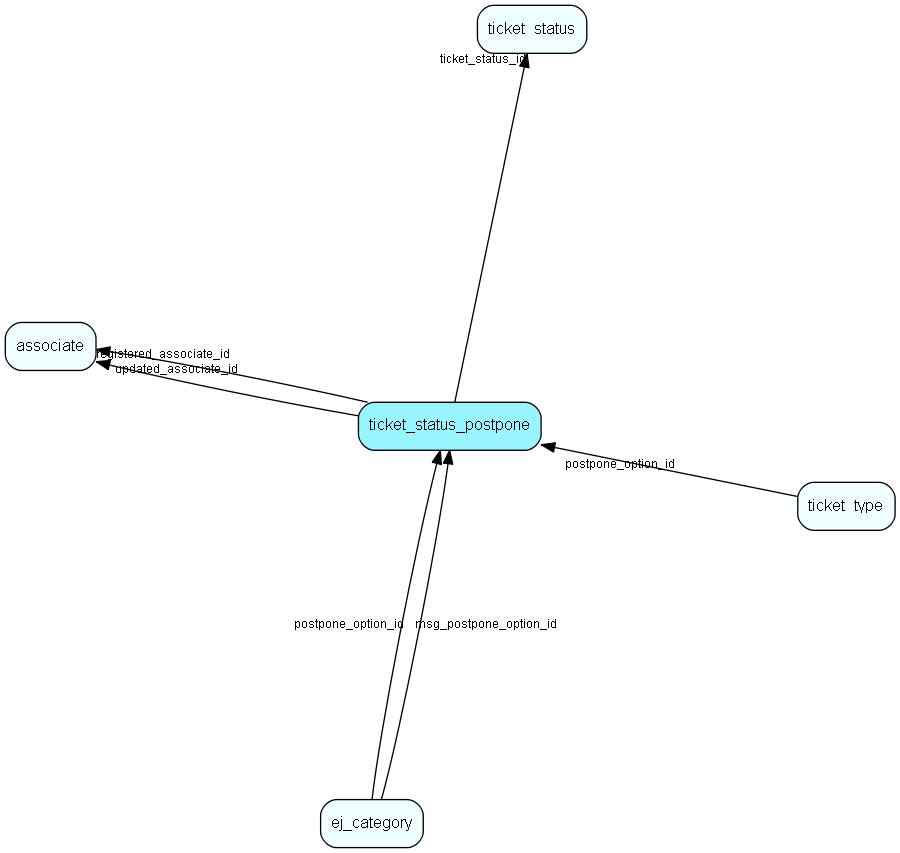 ticket_status
ticket_status_id
associate
registered_associate_id
updated_associate_id
ticket_status_postpone
postpone_option_id
ticket_type
postpone_option_id
msg_postpone_option_id
ej_category